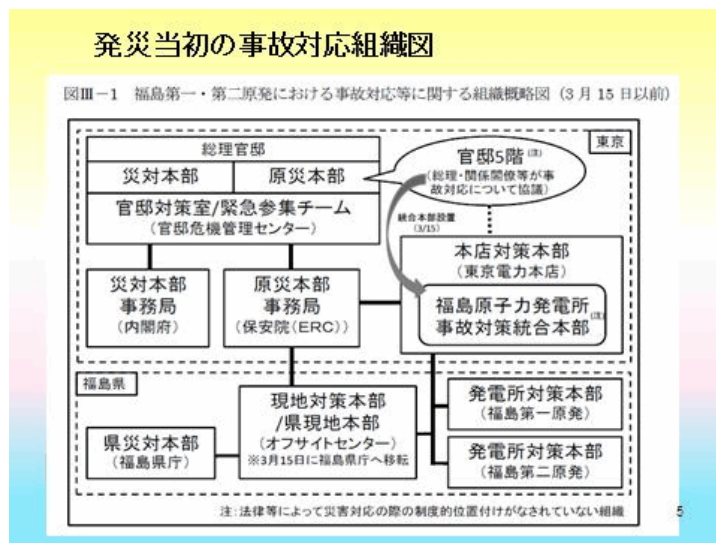 発災当初の事故対応組織図
図Ⅲ－1 福島第一・第二原発における事故対応等に関する組織概略図（3月15日以前）
東京
総理官邸
災対本部
原災本部
官邸対策室/緊急参集チーム
（官邸危機管理センター）
官邸5階(注)
(総理・関係閣僚等が事
故対応について協議)
統合本部設置
(3/15)
災対本部
事務局
(内閣府)
原災本部
事務局
(保安院(ERC))
本店対策本部
(東京電力本店)
福島原子力発電所
事故対策統合本部(注)
福島県
県災対本部
(福島県庁)
現地対策本部
/県現地本部
(オフサイトセンター)
※3月15日に福島県庁へ移転
発電所対策本部
(福島第一原発)
発電所対策本部
(福島第二原発)
注:法律等によって災害対応の際の制度的位置付けがなされていない組織
5